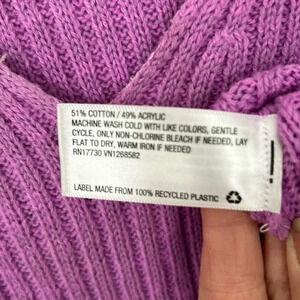 51% COTTON / 49% ACRYLIC
MACHINE WASH COLD WITH LIKE COLORS, GENTLE
CYCLE, ONLY NON-CHLORINE BLEACH IF NEEDED, LAY
FLAT TO DRY, WARM IRON IF NEEDED
RN17730 VN1268582
LABEL MADE FROM 100% RECYCLED PLASTIC